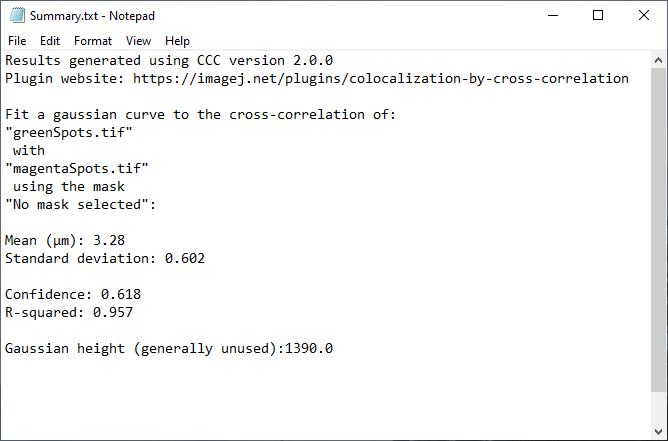 Summary.txt - Notepad
File Edit Format View Help
Results generated using CCC version 2.0.0
Plugin website: https://imagej.net/plugins/colocalization-by-cross-correlation
Fit a gaussian curve to the cross-correlation of:
"greenSpots.tif"
with
"magentaSpots.tif"
using the mask
"No mask selected":
Mean (µm): 3.28
Standard deviation: 0.602
Confidence: 0.618
R-squared: 0.957
Gaussian height (generally unused):1390.0